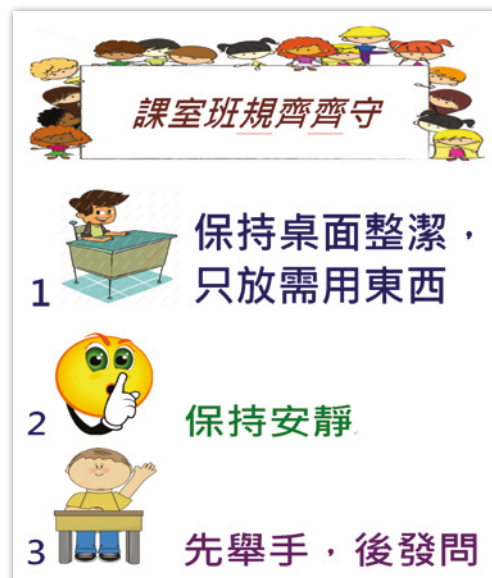 課室班規齊齊守
保持桌面整潔，
1 只放需用東西
2 保持安靜
3 先舉手，後發問